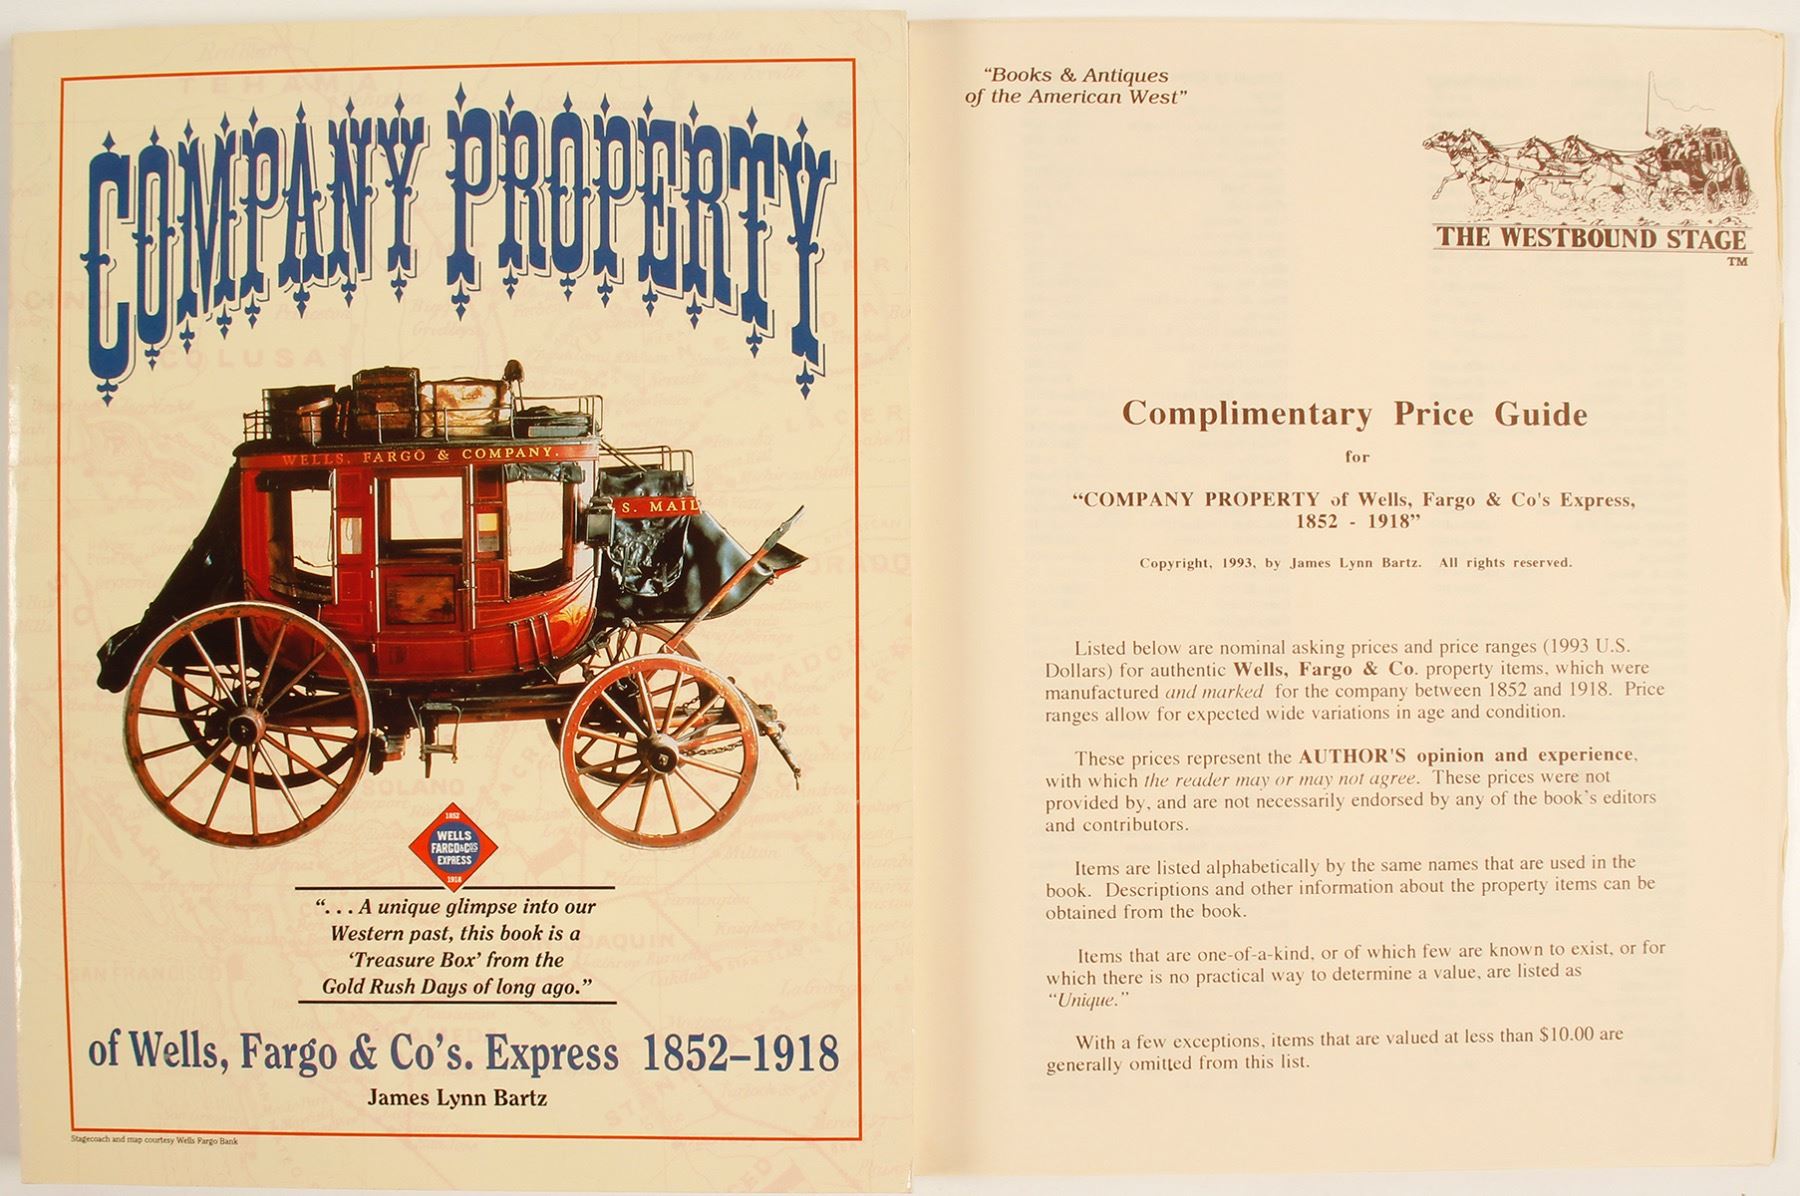 COMPANY PROPERTY
WELLS, FARGO & COMPANY.
S. MAIL
1852
WELLS
FARGO&CO'S
EXPRESS
1918
“. . . A unique glimpse into our
Western past, this book is a
‘Treasure Box’ from the
Gold Rush Days of long ago.”
of Wells, Fargo & Co’s. Express 1852–1918
James Lynn Bartz
Stagecoach and map courtesy Wells Fargo Bank
TEHAMA
COLUSA
SOLANO
SAN FRANCISCO
“Books & Antiques
of the American West”
THE WESTBOUND STAGE
TM
Complimentary Price Guide
for
“COMPANY PROPERTY of Wells, Fargo & Co's Express,
1852 - 1918”
Copyright, 1993, by James Lynn Bartz. All rights reserved.
Listed below are nominal asking prices and price ranges (1993 U.S.
Dollars) for authentic Wells, Fargo & Co. property items, which were
manufactured and marked for the company between 1852 and 1918. Price
ranges allow for expected wide variations in age and condition.
These prices represent the AUTHOR'S opinion and experience,
with which the reader may or may not agree. These prices were not
provided by, and are not necessarily endorsed by any of the book's editors
and contributors.
Items are listed alphabetically by the same names that are used in the
book. Descriptions and other information about the property items can be
obtained from the book.
Items that are one-of-a-kind, or of which few are known to exist, or for
which there is no practical way to determine a value, are listed as
“Unique.”
With a few exceptions, items that are valued at less than $10.00 are
generally omitted from this list.